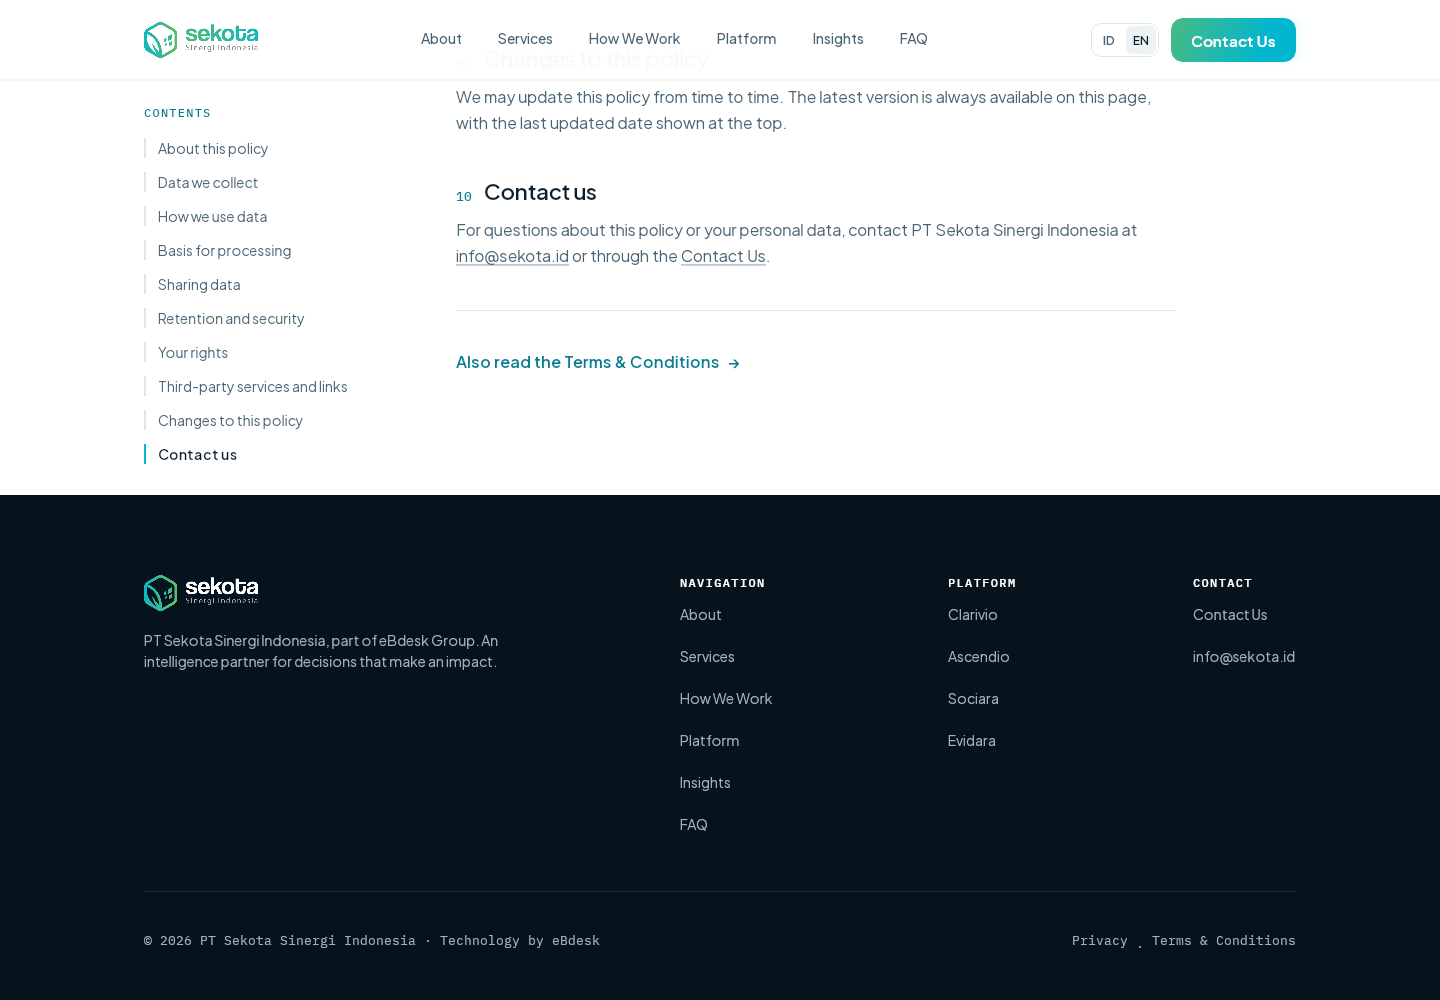 sekota
Sinergi Indonesia
About
Services
How We Work
Platform
Insights
FAQ
ID
EN
Contact Us
CONTENTS
About this policy
Data we collect
How we use data
Basis for processing
Sharing data
Retention and security
Your rights
Third-party services and links
Changes to this policy
Contact us
Changes to this policy
We may update this policy from time to time. The latest version is always available on this page,
with the last updated date shown at the top.
10 Contact us
For questions about this policy or your personal data, contact PT Sekota Sinergi Indonesia at
info@sekota.id or through the Contact Us.
Also read the Terms & Conditions →
sekota
Sinergi Indonesia
PT Sekota Sinergi Indonesia, part of eBdesk Group. An
intelligence partner for decisions that make an impact.
NAVIGATION
About
Services
How We Work
Platform
Insights
FAQ
PLATFORM
Clarivio
Ascendio
Sociara
Evidara
CONTACT
Contact Us
info@sekota.id
© 2026 PT Sekota Sinergi Indonesia · Technology by eBdesk
Privacy · Terms & Conditions